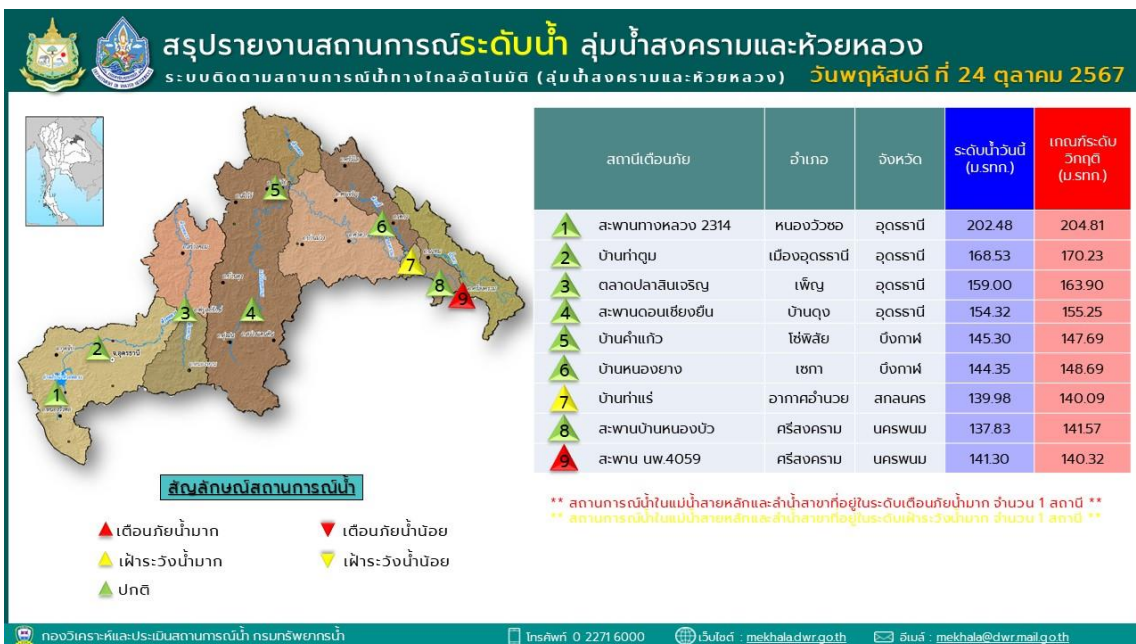 สรุปรายงานสถานการณ์ระดับน้ำ ลุ่มน้ำสงครามและห้วยหลวง
ระบบติดตามสถานการณ์น้ำทางไกลอัตโนมัติ (ลุ่มน้ำสงครามและห้วยหลวง) วันพฤหัสบดี ที่ 24 ตุลาคม 2567
สถานีเตือนภัย อำเภอ จังหวัด ระดับน้ำวันนี้ (ม.รทก.) เกณฑ์ระดับวิกฤติ (ม.รทก.)
1 สะพานทางหลวง 2314 หนองวัวซอ อุดรธานี 202.48 204.81
2 บ้านท่าตูม เมืองอุดรธานี อุดรธานี 168.53 170.23
3 ตลาดปลาสินเจริญ เพ็ญ อุดรธานี 159.00 163.90
4 สะพานดอนเชียงยืน บ้านดุง อุดรธานี 154.32 155.25
5 บ้านคำแก้ว โซ่พิสัย บึงกาฬ 145.30 147.69
6 บ้านหนองยาง เซกา บึงกาฬ 144.35 148.69
7 บ้านท่าแร่ อากาศอำนวย สกลนคร 139.98 140.09
8 สะพานบ้านหนองบัว ศรีสงคราม นครพนม 137.83 141.57
9 สะพาน นพ.4059 ศรีสงคราม นครพนม 141.30 140.32
** สถานการณ์น้ำในแม่น้ำสายหลักและลำน้ำสาขาที่อยู่ในระดับเตือนภัยน้ำมาก จำนวน 1 สถานี **
** สถานการณ์น้ำในแม่น้ำสายหลักและลำน้ำสาขาที่อยู่ในระดับเฝ้าระวังน้ำมาก จำนวน 1 สถานี **
5
6
7
8
9
3
4
2
จ.อุดรธานี
1
สัญลักษณ์สถานการณ์น้ำ
เตือนภัยน้ำมาก เตือนภัยน้ำน้อย
เฝ้าระวังน้ำมาก เฝ้าระวังน้ำน้อย
ปกติ
กองวิเคราะห์และประเมินสถานการณ์น้ำ กรมทรัพยากรน้ำ โทรศัพท์ 0 2271 6000 เว็บไซต์ : mekhala.dwr.go.th อีเมล์ : mekhala@dwr.mail.go.th